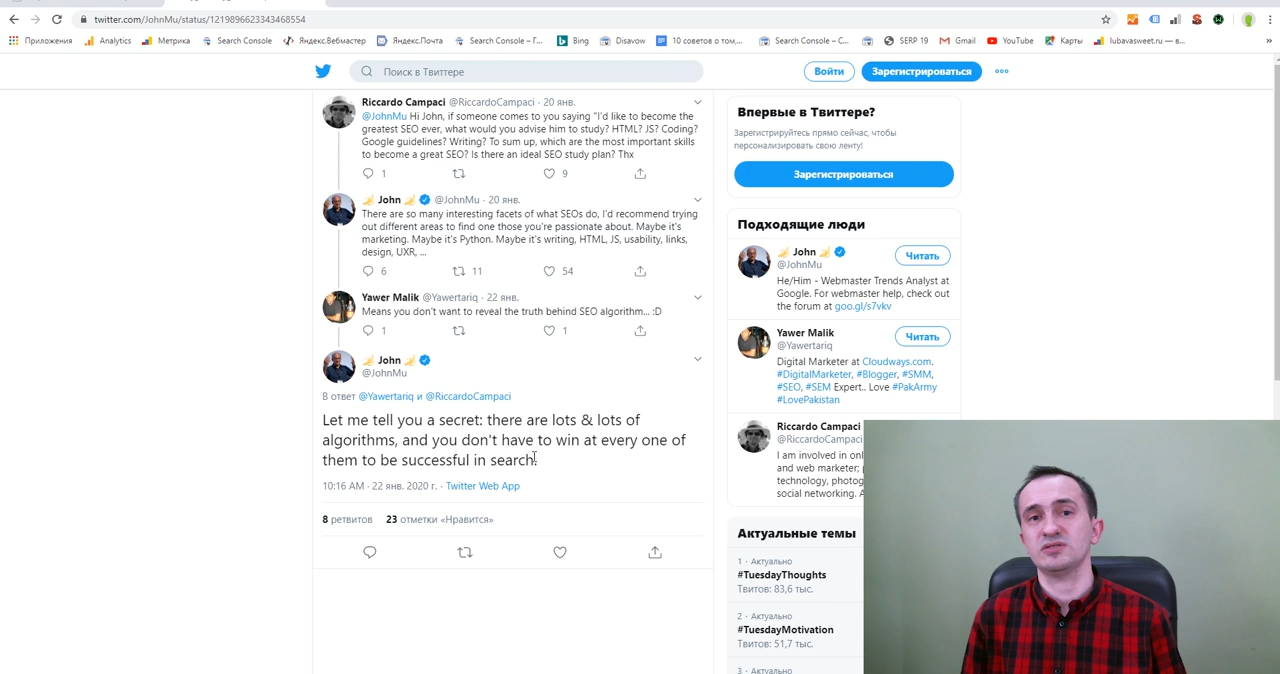 twitter.com/JohnMu/status/1219896623343468554
Приложения Analytics Метрика Search Console Яндекс.Вебмастер Яндекс.Почта Search Console – Г... Bing Disavow 10 советов о том,... Search Console – С... SERP 19 Gmail YouTube Карты lubavasweet.ru — в... »
Поиск в Твиттере
Войти
Зарегистрироваться
Riccardo Campaci @RiccardoCampaci · 20 янв.
@JohnMu Hi John, if someone comes to you saying "I'd like to become the
greatest SEO ever, what would you advise him to study? HTML? JS? Coding?
Google guidelines? Writing? To sum up, which are the most important skills
to become a great SEO? Is there an ideal SEO study plan? Thx
1 9
John @JohnMu · 20 янв.
There are so many interesting facets of what SEOs do, I'd recommend trying
out different areas to find one those you're passionate about. Maybe it's
marketing. Maybe it's Python. Maybe it's writing, HTML, JS, usability, links,
design, UXR, ...
6 11 54
Yawer Malik @Yawertariq · 22 янв.
Means you don't want to reveal the truth behind SEO algorithm... :D
1 1
John
@JohnMu
В ответ @Yawertariq и @RiccardoCampaci
Let me tell you a secret: there are lots & lots of
algorithms, and you don't have to win at every one of
them to be successful in search.
10:16 AM · 22 янв. 2020 г. · Twitter Web App
8 ретвитов 23 отметки «Нравится»
Впервые в Твиттере?
Зарегистрируйтесь прямо сейчас, чтобы
персонализировать свою ленту!
Зарегистрироваться
Подходящие люди
John
@JohnMu
Читать
He/Him - Webmaster Trends Analyst at
Google. For webmaster help, check out
the forum at goo.gl/s7vkv
Yawer Malik
@Yawertariq
Читать
Digital Marketer at Cloudways.com.
#DigitalMarketer, #Blogger, #SMM,
#SEO, #SEM Expert.. Love #PakArmy
#LovePakistan
Riccardo Campaci
@RiccardoCampaci
I am involved in onl
and web marketer;
technology, photog
social networking. A
Актуальные темы
1 · Актуально
#TuesdayThoughts
Твитов: 83,6 тыс.
2 · Актуально
#TuesdayMotivation
Твитов: 51,7 тыс.
3 · Актуально